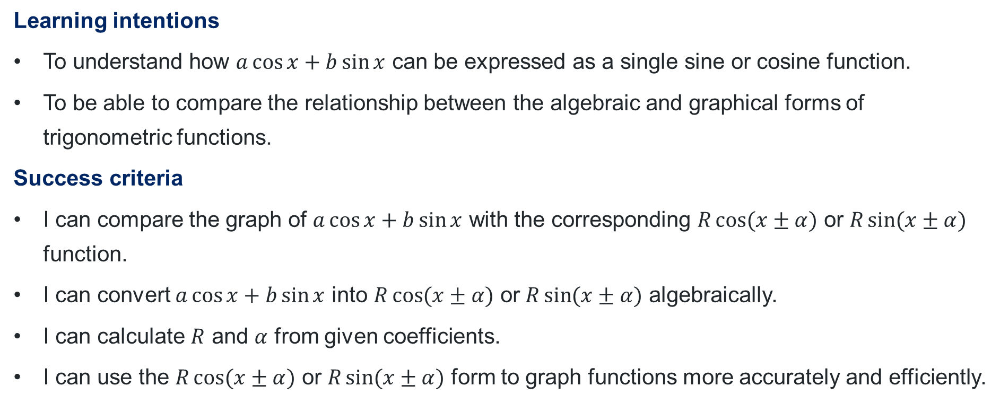 Learning intentions
• To understand how a cos x + b sin x can be expressed as a single sine or cosine function.
• To be able to compare the relationship between the algebraic and graphical forms of
trigonometric functions.
Success criteria
• I can compare the graph of a cos x + b sin x with the corresponding R cos(x ± α) or R sin(x ± α)
function.
• I can convert a cos x + b sin x into R cos(x ± α) or R sin(x ± α) algebraically.
• I can calculate R and α from given coefficients.
• I can use the R cos(x ± α) or R sin(x ± α) form to graph functions more accurately and efficiently.